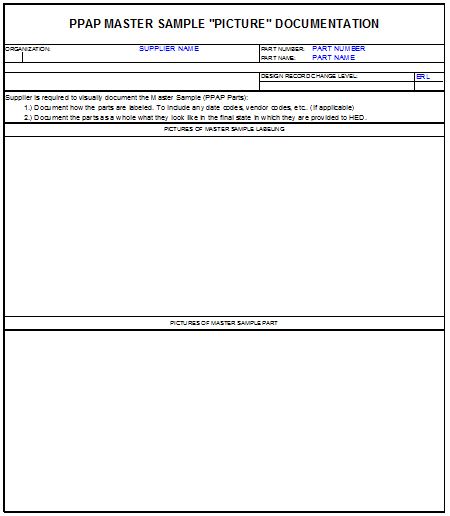 PPAP MASTER SAMPLE "PICTURE" DOCUMENTATION
ORGANIZATION: SUPPLIER NAME PART NUMBER: PART NUMBER
PART NAME: PART NAME
DESIGN RECORD CHANGE LEVEL: ERL
Supplier is required to visually document the Master Sample (PPAP Parts):
1.) Document how the parts are labeled. To include any date codes, vendor codes, etc. (if applicable)
2.) Document the parts as a whole what they look like in the final state in which they are provided to HED.
PICTURES OF MASTER SAMPLE LABELING
PICTURES OF MASTER SAMPLE PART